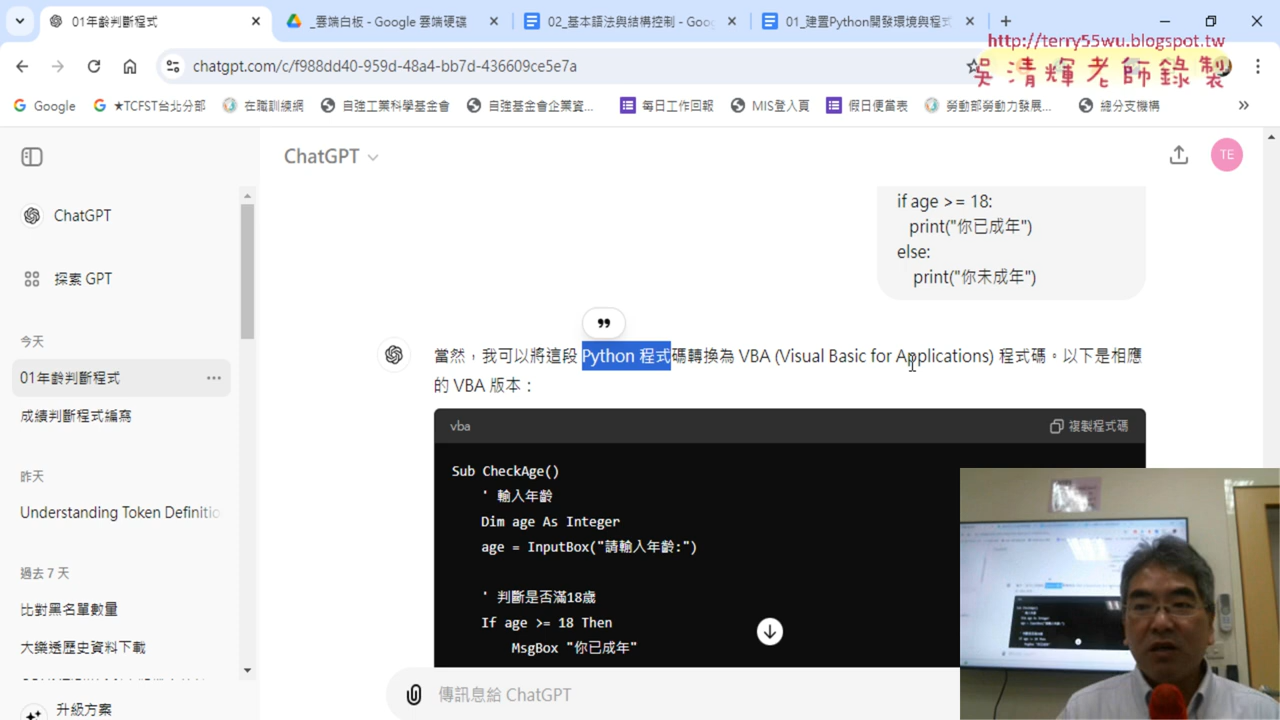 01年齡判斷程式
_雲端白板 - Google 雲端硬碟
02_基本語法與結構控制 - Goo
01_建置Python開發環境與程式
http://terry55wu.blogspot.tw
吳清輝老師錄製
chatgpt.com/c/f988dd40-959d-48a4-bb7d-436609ce5e7a
Google
★TCFST台北分部
在職訓練網
自強工業科學基金會
自強基金會企業資...
每日工作回報
MIS登入頁
假日便當表
勞動部勞動力發展...
總分支機構
ChatGPT
TE
ChatGPT
探索 GPT
今天
01年齡判斷程式
成績判斷程式編寫
昨天
Understanding Token Definitio
過去 7 天
比對黑名單數量
大樂透歷史資料下載
升級方案
if age >= 18:
print("你已成年")
else:
print("你未成年")
當然，我可以將這段 Python 程式碼轉換為 VBA (Visual Basic for Applications) 程式碼。以下是相應
的 VBA 版本：
vba
複製程式碼
Sub CheckAge()
' 輸入年齡
Dim age As Integer
age = InputBox("請輸入年齡:")
' 判斷是否滿18歲
If age >= 18 Then
MsgBox "你已成年"
傳訊息給 ChatGPT